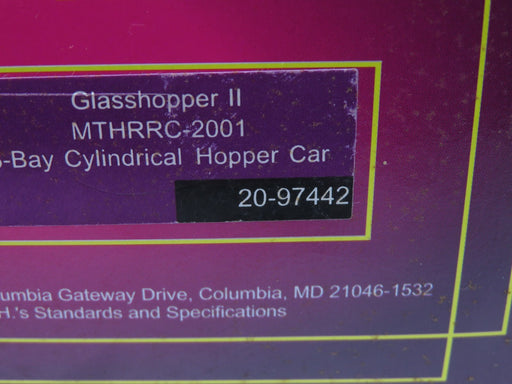 Glasshopper II
MTHRRC-2001
-Bay Cylindrical Hopper Car
20-97442
umbia Gateway Drive, Columbia, MD 21046-1532
H.'s Standards and Specifications